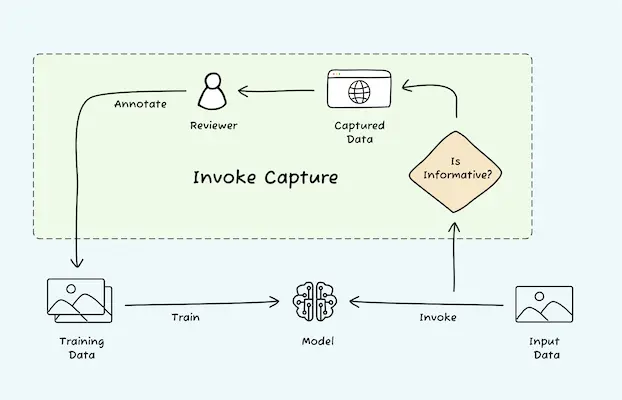 Annotate
Reviewer
Captured
Data
Is
Informative?
Invoke Capture
Train
Invoke
Training
Data
Model
Input
Data